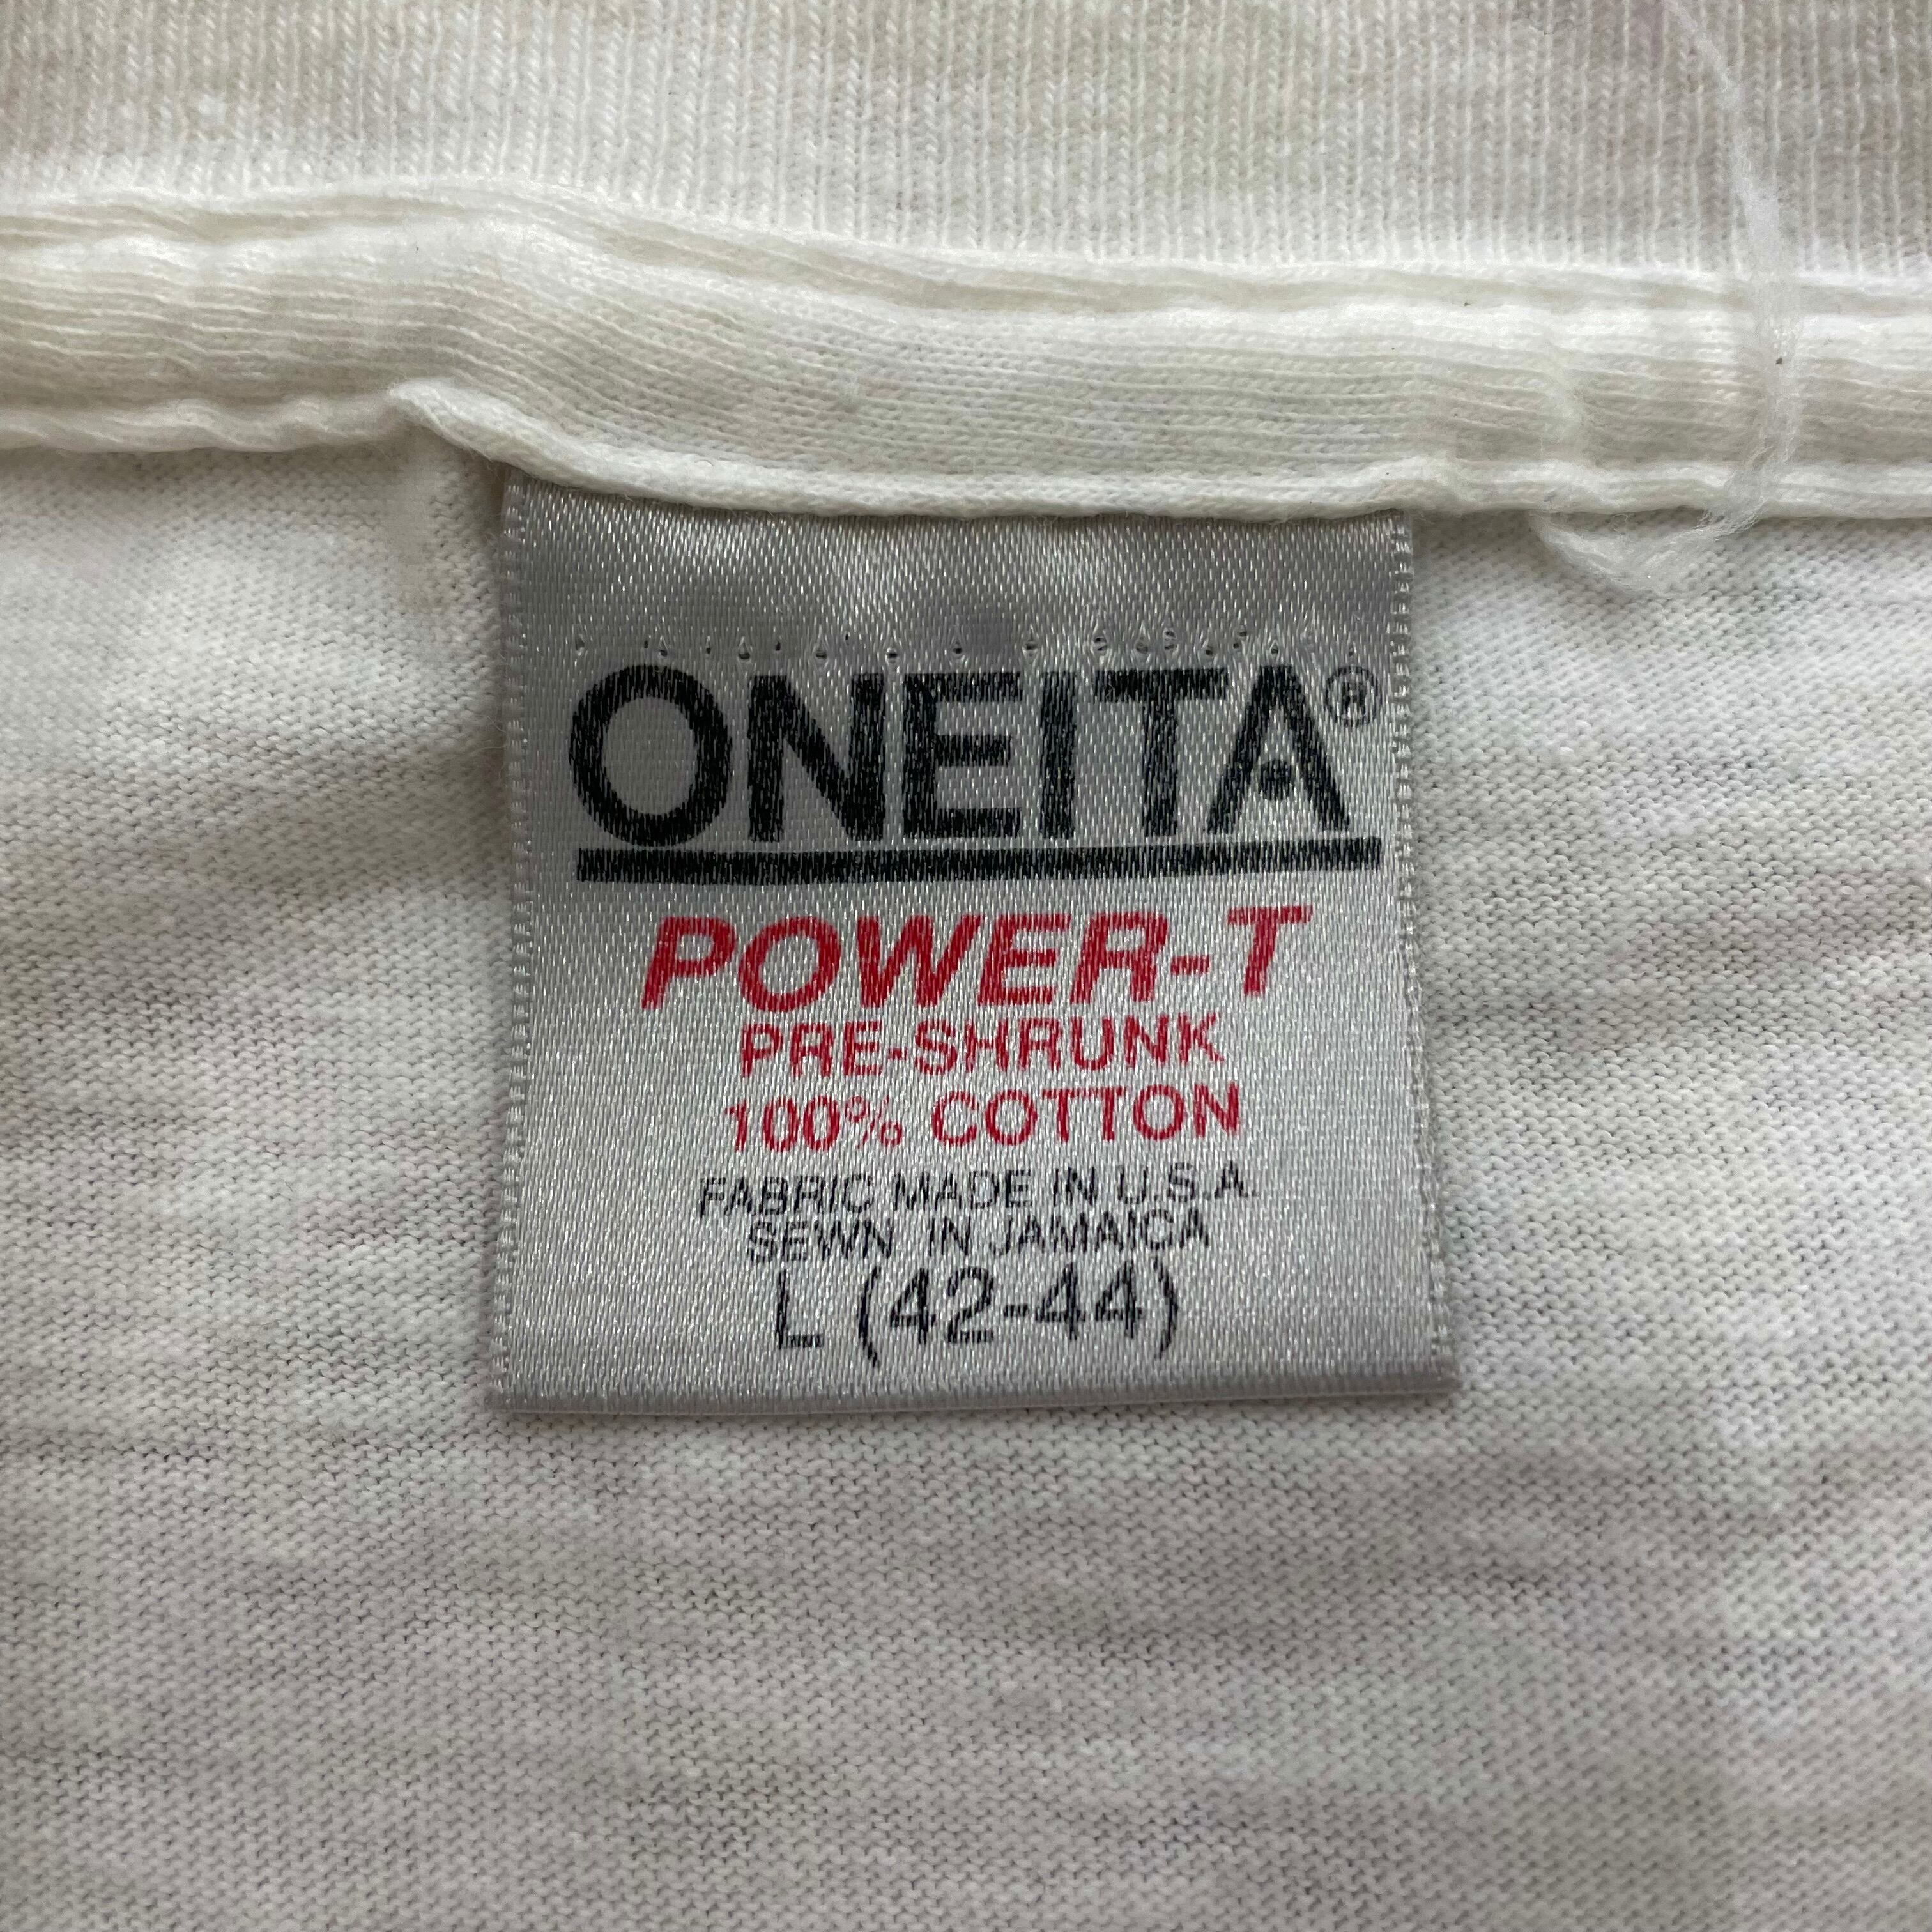 ONEITA®
POWER-T
PRE-SHRUNK
100% COTTON
FABRIC MADE IN U.S.A.
SEWN IN JAMAICA
L (42-44)